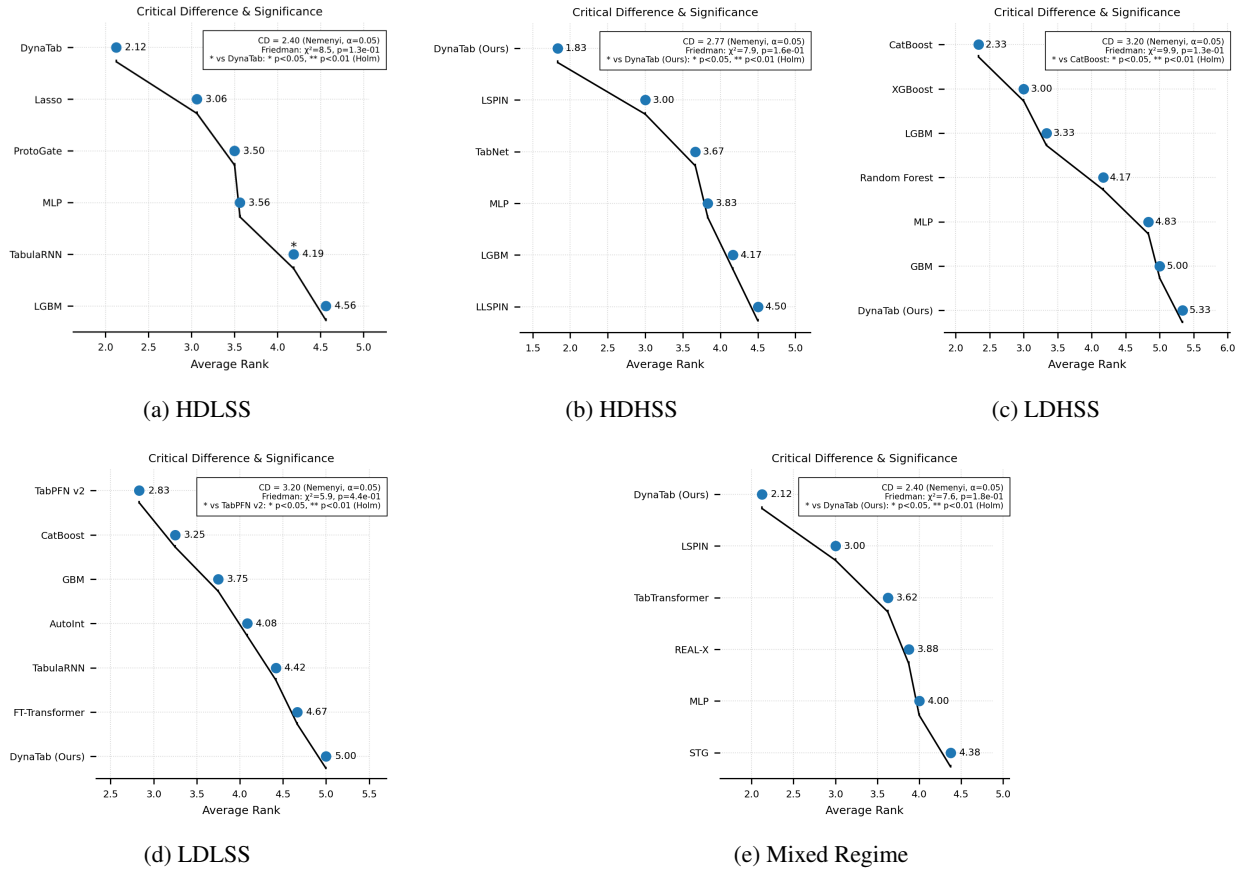 Critical Difference & Significance
CD = 2.40 (Nemenyi, α=0.05)
Friedman: χ²=8.5, p=1.3e-01
* vs DynaTab: * p<0.05, ** p<0.01 (Holm)
DynaTab
2.12
Lasso
3.06
ProtoGate
3.50
MLP
3.56
TabulaRNN
*
4.19
LGBM
4.56
2.0 2.5 3.0 3.5 4.0 4.5 5.0
Average Rank
(a) HDLSS
Critical Difference & Significance
CD = 2.77 (Nemenyi, α=0.05)
Friedman: χ²=7.9, p=1.6e-01
* vs DynaTab (Ours): * p<0.05, ** p<0.01 (Holm)
DynaTab (Ours)
1.83
LSPIN
3.00
TabNet
3.67
MLP
3.83
LGBM
4.17
LLSPIN
4.50
1.5 2.0 2.5 3.0 3.5 4.0 4.5 5.0
Average Rank
(b) HDHSS
Critical Difference & Significance
CD = 3.20 (Nemenyi, α=0.05)
Friedman: χ²=9.9, p=1.3e-01
* vs CatBoost: * p<0.05, ** p<0.01 (Holm)
CatBoost
2.33
XGBoost
3.00
LGBM
3.33
Random Forest
4.17
MLP
4.83
GBM
5.00
DynaTab (Ours)
5.33
2.0 2.5 3.0 3.5 4.0 4.5 5.0 5.5 6.0
Average Rank
(c) LDHSS
Critical Difference & Significance
CD = 3.20 (Nemenyi, α=0.05)
Friedman: χ²=5.9, p=4.4e-01
* vs TabPFN v2: * p<0.05, ** p<0.01 (Holm)
TabPFN v2
2.83
CatBoost
3.25
GBM
3.75
AutoInt
4.08
TabulaRNN
4.42
FT-Transformer
4.67
DynaTab (Ours)
5.00
2.5 3.0 3.5 4.0 4.5 5.0 5.5
Average Rank
(d) LDLSS
Critical Difference & Significance
CD = 2.40 (Nemenyi, α=0.05)
Friedman: χ²=7.6, p=1.8e-01
* vs DynaTab (Ours): * p<0.05, ** p<0.01 (Holm)
DynaTab (Ours)
2.12
LSPIN
3.00
TabTransformer
3.62
REAL-X
3.88
MLP
4.00
STG
4.38
2.0 2.5 3.0 3.5 4.0 4.5 5.0
Average Rank
(e) Mixed Regime